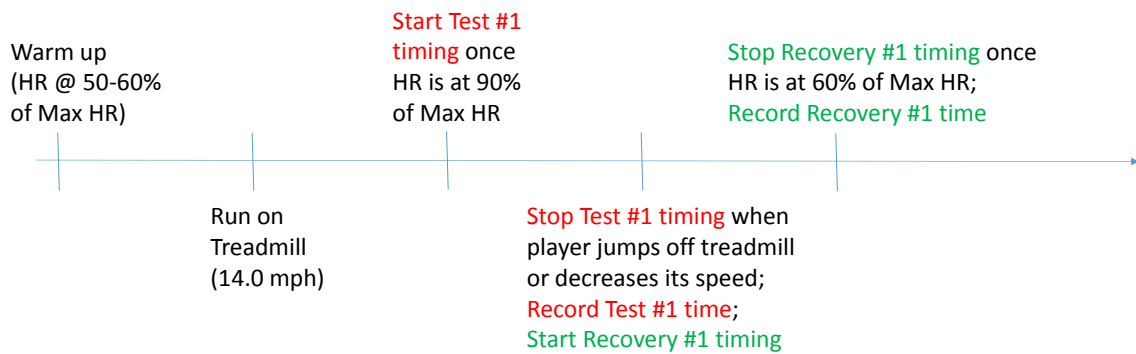 Warm up
(HR @ 50-60%
of Max HR)
Run on
Treadmill
(14.0 mph)
Start Test #1
timing once
HR is at 90%
of Max HR
Stop Test #1 timing when
player jumps off treadmill
or decreases its speed;
Record Test #1 time;
Start Recovery #1 timing
Stop Recovery #1 timing once
HR is at 60% of Max HR;
Record Recovery #1 time